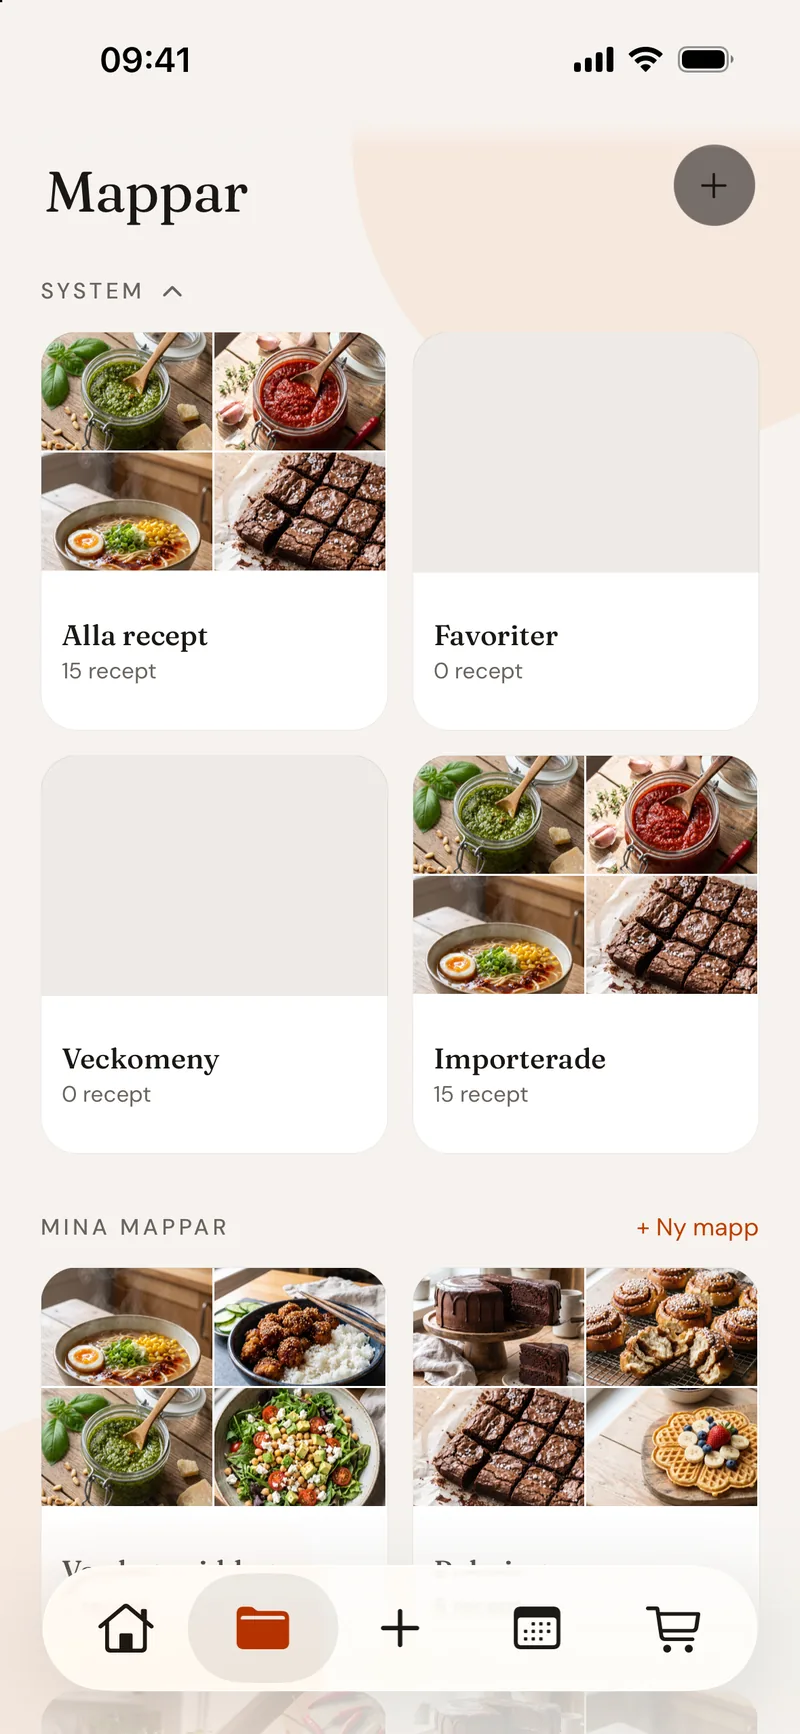 09:41
Mappar
SYSTEM
Alla recept
15 recept
Favoriter
0 recept
Veckomeny
0 recept
Importerade
15 recept
MINA MAPPAR
+ Ny mapp